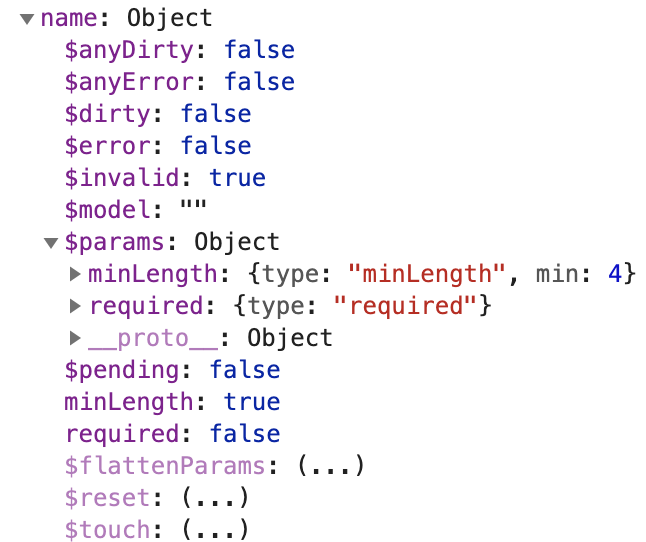 name: Object
$anyDirty: false
$anyError: false
$dirty: false
$error: false
$invalid: true
$model: ""
$params: Object
minLength: {type: "minLength", min: 4}
required: {type: "required"}
__proto__: Object
$pending: false
minLength: true
required: false
$flattenParams: (...)
$reset: (...)
$touch: (...)